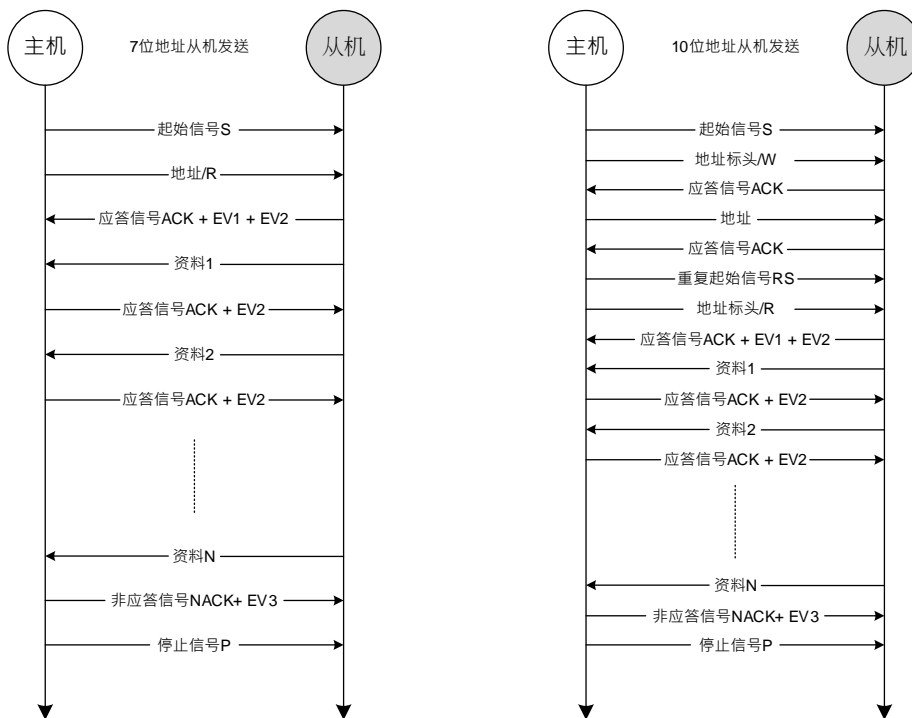 主机
7位地址从机发送
从机
起始信号S
地址/R
应答信号ACK + EV1 + EV2
资料1
应答信号ACK + EV2
资料2
应答信号ACK + EV2
资料N
非应答信号NACK+ EV3
停止信号P
主机
10位地址从机发送
从机
起始信号S
地址标头/W
应答信号ACK
地址
应答信号ACK
重复起始信号RS
地址标头/R
应答信号ACK + EV1 + EV2
资料1
应答信号ACK + EV2
资料2
应答信号ACK + EV2
资料N
非应答信号NACK+ EV3
停止信号P